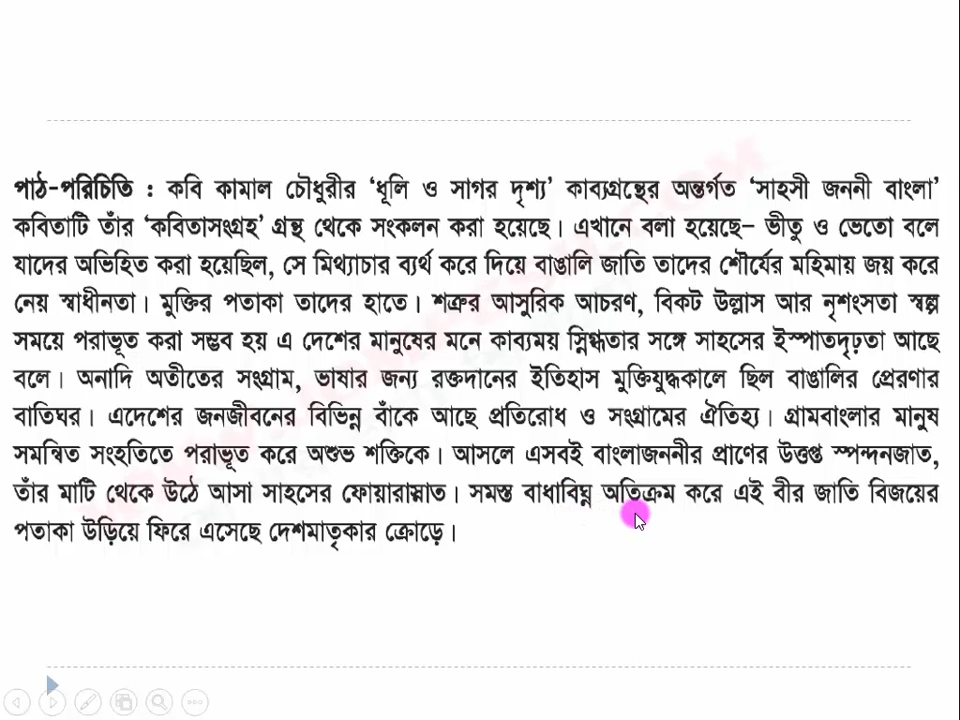 পাঠ-পরিচিতি : কবি কামাল চৌধুরীর ‘ধূলি ও সাগর দৃশ্য’ কাব্যগ্রন্থের অন্তর্গত ‘সাহসী জননী বাংলা’
কবিতাটি তাঁর ‘কবিতাসংগ্রহ’ গ্রন্থ থেকে সংকলন করা হয়েছে। এখানে বলা হয়েছে– ভীতু ও ভেতো বলে
যাদের অভিহিত করা হয়েছিল, সে মিথ্যাচার ব্যর্থ করে দিয়ে বাঙালি জাতি তাদের শৌর্যের মহিমায় জয় করে
নেয় স্বাধীনতা। মুক্তির পতাকা তাদের হাতে। শত্রুর আসুরিক আচরণ, বিকট উল্লাস আর নৃশংসতা স্বল্প
সময়ে পরাভূত করা সম্ভব হয় এ দেশের মানুষের মনে কাব্যময় স্নিগ্ধতার সঙ্গে সাহসের ইস্পাতদৃঢ়তা আছে
বলে। অনাদি অতীতের সংগ্রাম, ভাষার জন্য রক্তদানের ইতিহাস মুক্তিযুদ্ধকালে ছিল বাঙালির প্রেরণার
বাতিঘর। এদেশের জনজীবনের বিভিন্ন বাঁকে আছে প্রতিরোধ ও সংগ্রামের ঐতিহ্য। গ্রামবাংলার মানুষ
সমন্বিত সংহতিতে পরাভূত করে অশুভ শক্তিকে। আসলে এসবই বাংলাজননীর প্রাণের উত্তপ্ত স্পন্দনজাত,
তাঁর মাটি থেকে উঠে আসা সাহসের ফোয়ারাস্নাত। সমস্ত বাধাবিঘ্ন অতিক্রম করে এই বীর জাতি বিজয়ের
পতাকা উড়িয়ে ফিরে এসেছে দেশমাতৃকার ক্রোড়ে।